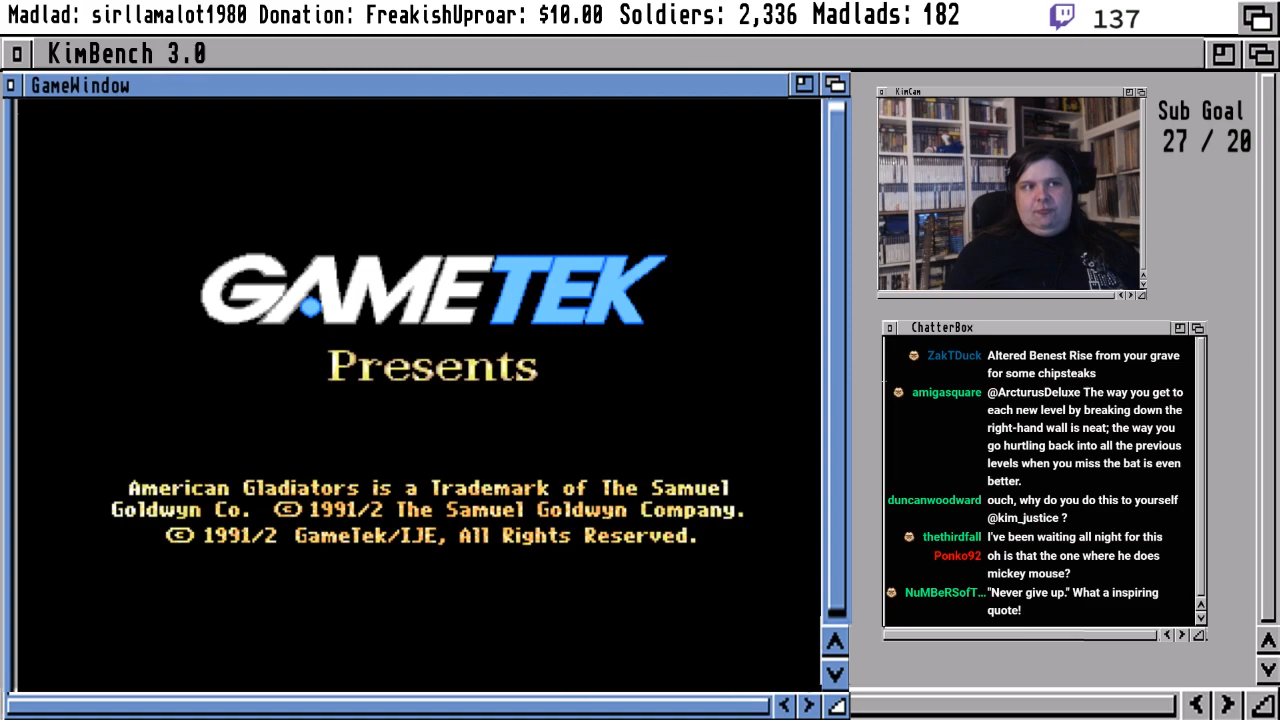 Madlad: sirllamalot1980 Donation: FreakishUproar: $10.00 Soldiers: 2,336 Madlads: 182
137
KimBench 3.0
GameWindow
GAMETEK
Presents
American Gladiators is a Trademark of The Samuel
Goldwyn Co. © 1991/2 The Samuel Goldwyn Company.
© 1991/2 GameTek/IJE, All Rights Reserved.
KimCam
Sub Goal
27 / 20
ChatterBox
ZakTDuck Altered Benest Rise from your grave
for some chipsteaks
amigasquare @ArcturusDeluxe The way you get to
each new level by breaking down the
right-hand wall is neat; the way you
go hurtling back into all the previous
levels when you miss the bat is even
better.
duncanwoodward ouch, why do you do this to yourself
@kim_justice ?
thethirdfall I've been waiting all night for this
Ponko92 oh is that the one where he does
mickey mouse?
NuMBeRSofT... "Never give up." What a inspiring
quote!